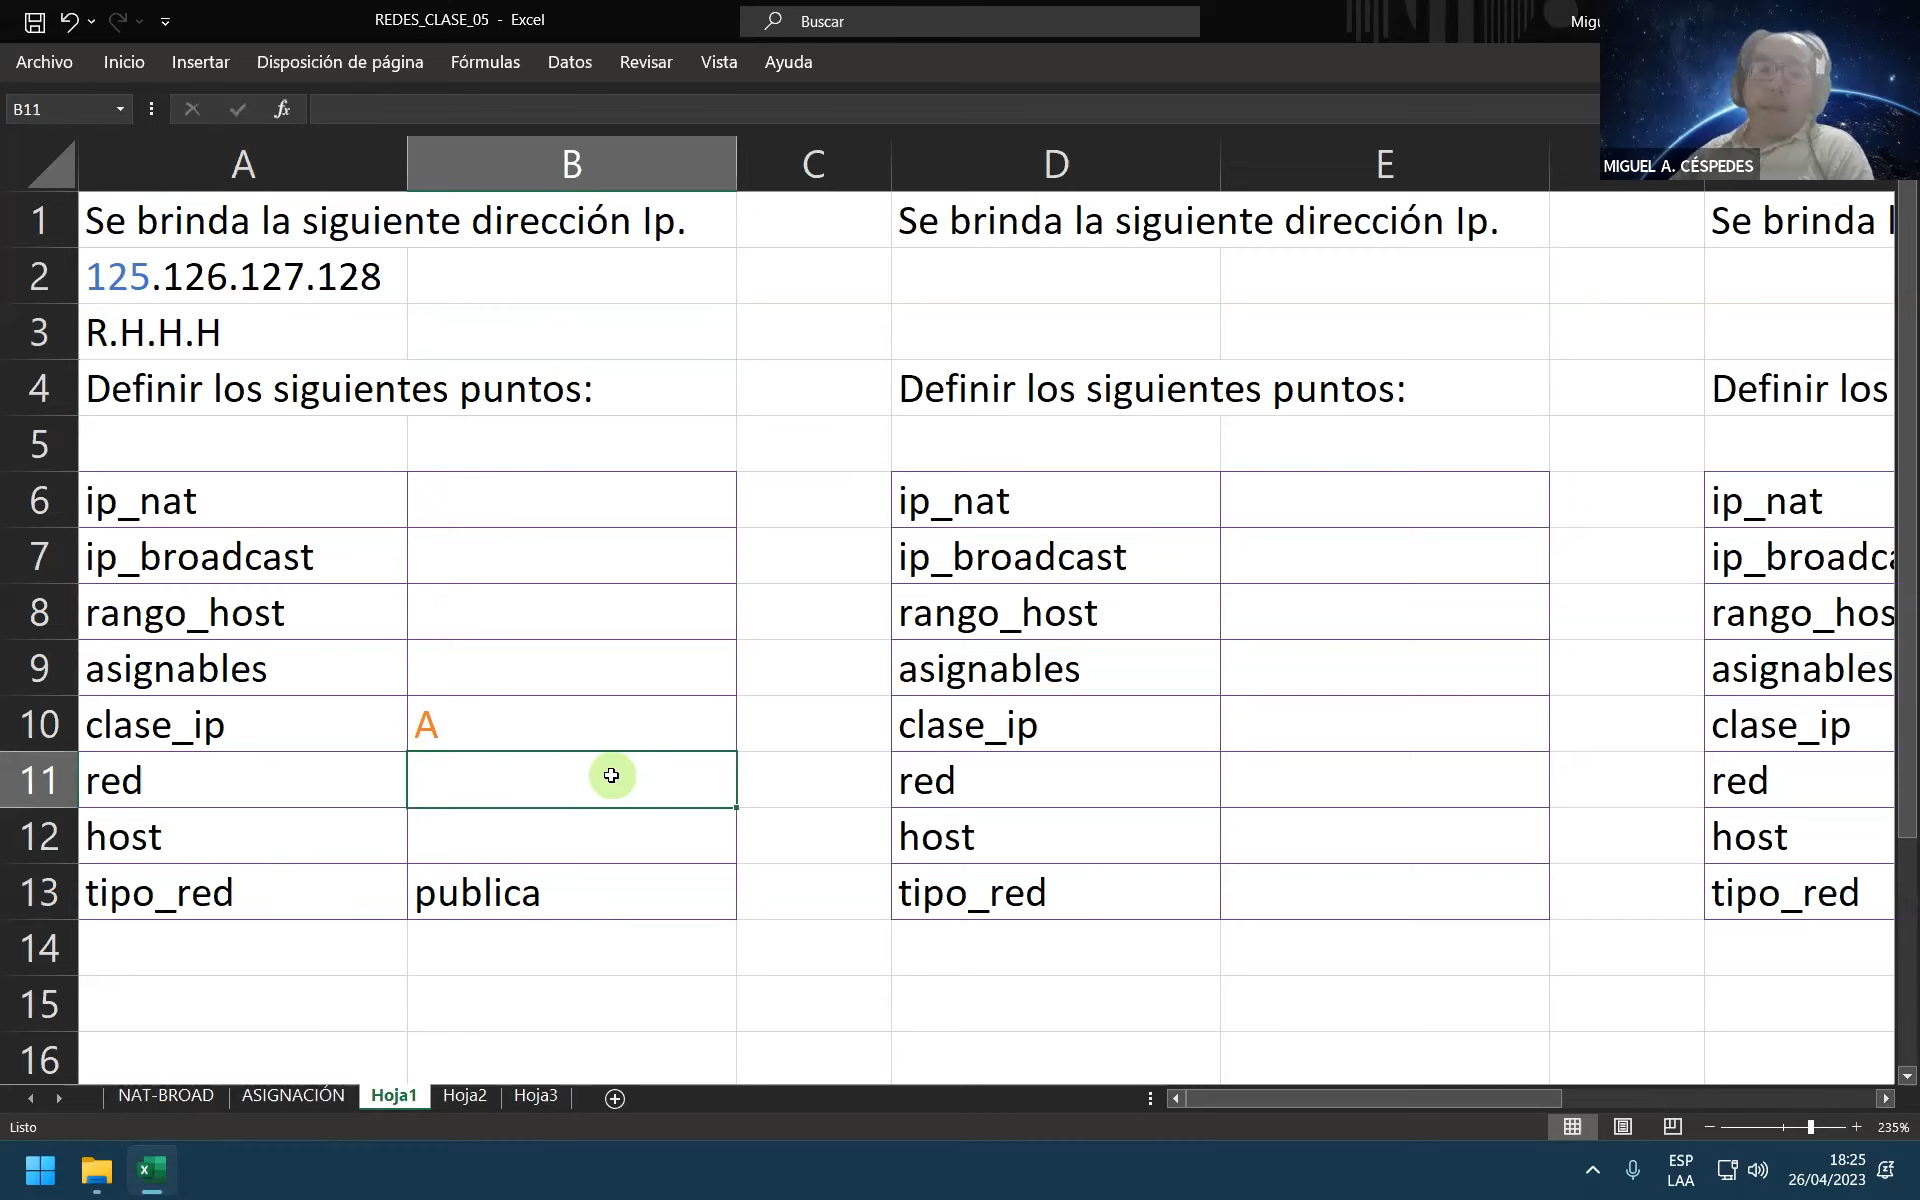 REDES_CLASE_05 - Excel
Buscar
Migu
Archivo Inicio Insertar Disposición de página Fórmulas Datos Revisar Vista Ayuda
B11 fx
MIGUEL A. CÉSPEDES
A B C D E
1 Se brinda la siguiente dirección Ip. Se brinda la siguiente dirección Ip. Se brinda l
2 125.126.127.128
3 R.H.H.H
4 Definir los siguientes puntos: Definir los siguientes puntos: Definir los
5
6 ip_nat ip_nat ip_nat
7 ip_broadcast ip_broadcast ip_broadca
8 rango_host rango_host rango_hos
9 asignables asignables asignables
10 clase_ip A clase_ip clase_ip
11 red red red
12 host host host
13 tipo_red publica tipo_red tipo_red
14
15
16
NAT-BROAD ASIGNACIÓN Hoja1 Hoja2 Hoja3
Listo 235%
ESP 18:25
LAA 26/04/2023